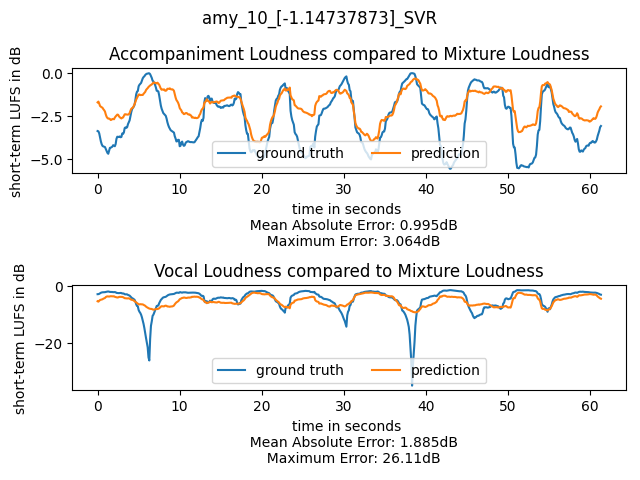 amy_10_[-1.14737873]_SVR
Accompaniment Loudness compared to Mixture Loudness
short-term LUFS in dB
0.0
−2.5
−5.0
ground truth prediction
0 10 20 30 40 50 60
time in seconds
Mean Absolute Error: 0.995dB
Maximum Error: 3.064dB
Vocal Loudness compared to Mixture Loudness
short-term LUFS in dB
0
−20
ground truth prediction
0 10 20 30 40 50 60
time in seconds
Mean Absolute Error: 1.885dB
Maximum Error: 26.11dB